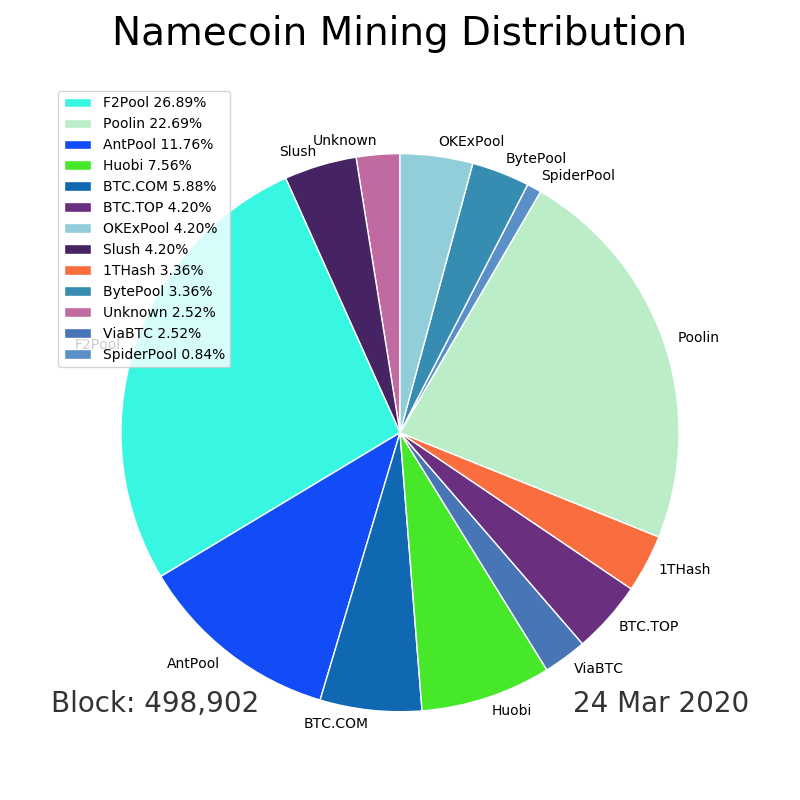 Namecoin Mining Distribution
F2Pool 26.89%
Poolin 22.69%
AntPool 11.76%
Huobi 7.56%
BTC.COM 5.88%
BTC.TOP 4.20%
OKExPool 4.20%
Slush 4.20%
1THash 3.36%
BytePool 3.36%
Unknown 2.52%
ViaBTC 2.52%
SpiderPool 0.84%
Unknown
OKExPool
Slush
BytePool
SpiderPool
Poolin
F2Pool
1THash
BTC.TOP
AntPool
ViaBTC
Block: 498,902
24 Mar 2020
Huobi
BTC.COM